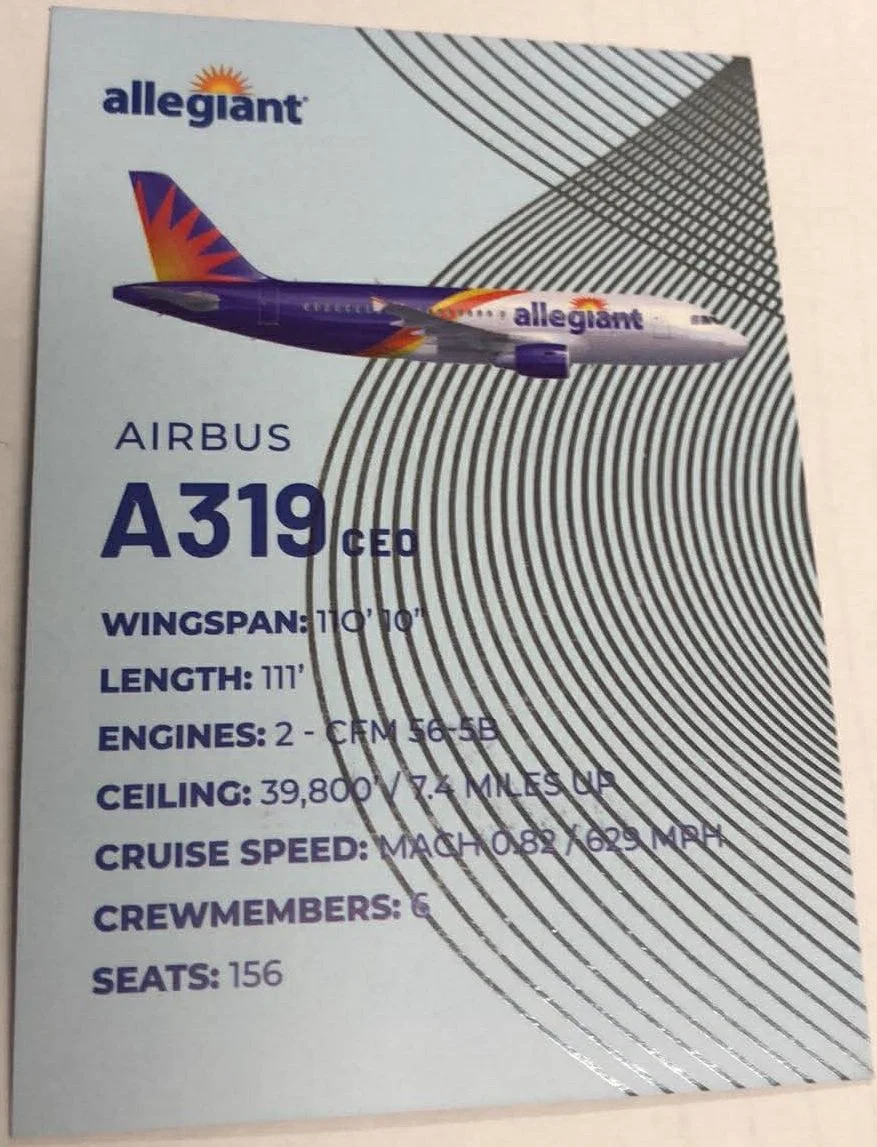 allegiant
allegiant
AIRBUS
A319 CEO
WINGSPAN: 110' 10"
LENGTH: 111'
ENGINES: 2 - CFM 56-5B
CEILING: 39,800' / 7.4 MILES UP
CRUISE SPEED: MACH 0.82 / 629 MPH
CREWMEMBERS: 6
SEATS: 156